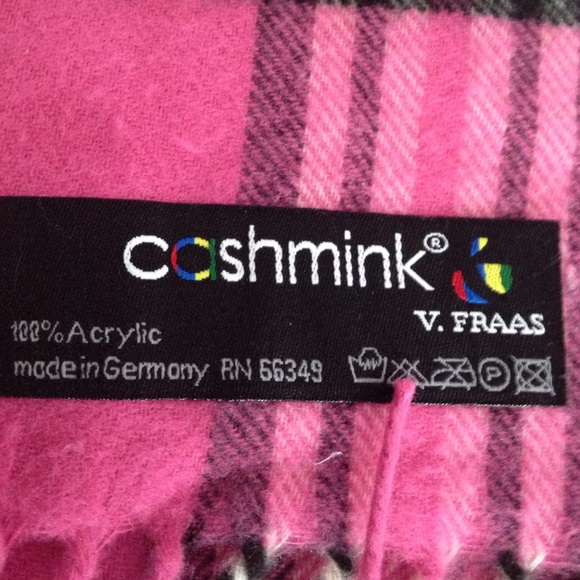 cashmink®
V. FRAAS
100% Acrylic
made in Germany RN 66349 P